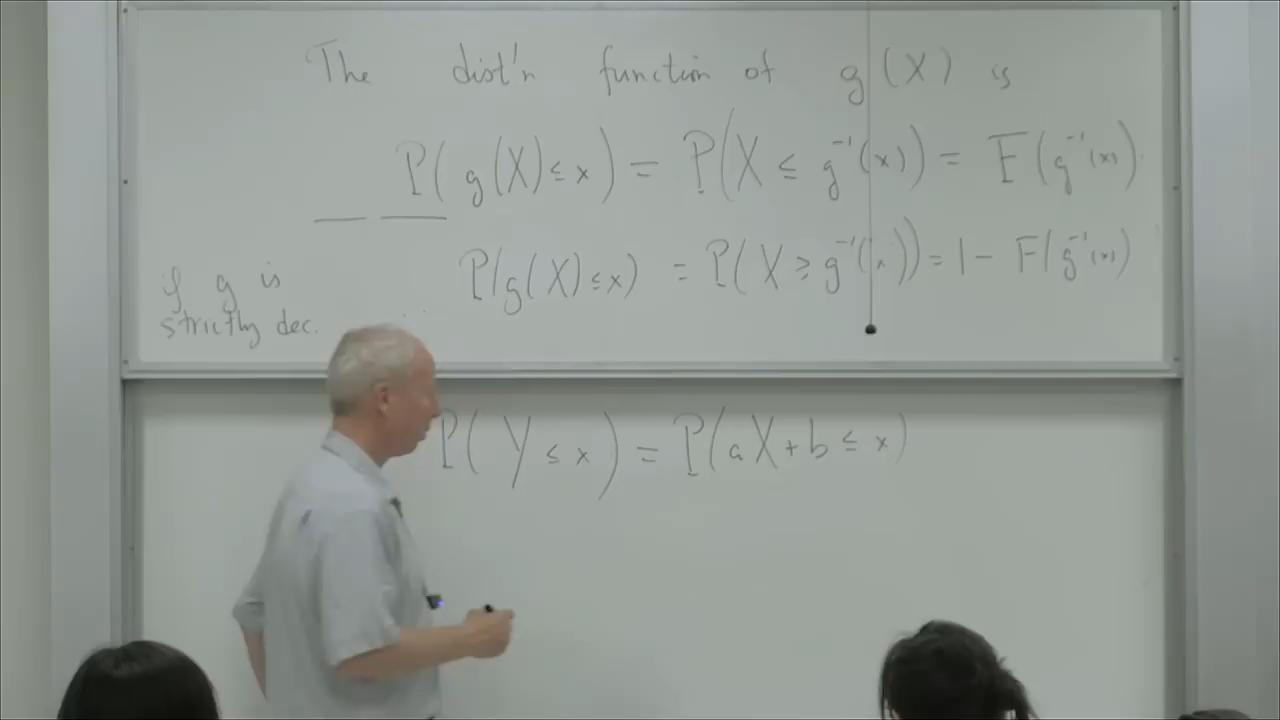 The dist'n function of g(X) is
P(g(X) ≤ x) = P(X ≤ g⁻¹(x)) = F(g⁻¹(x)).
P(g(X) ≤ x) = P(X ≥ g⁻¹(x)) = 1 - F(g⁻¹(x))
if g is
strictly dec.
P(Y ≤ x) = P(aX + b ≤ x)